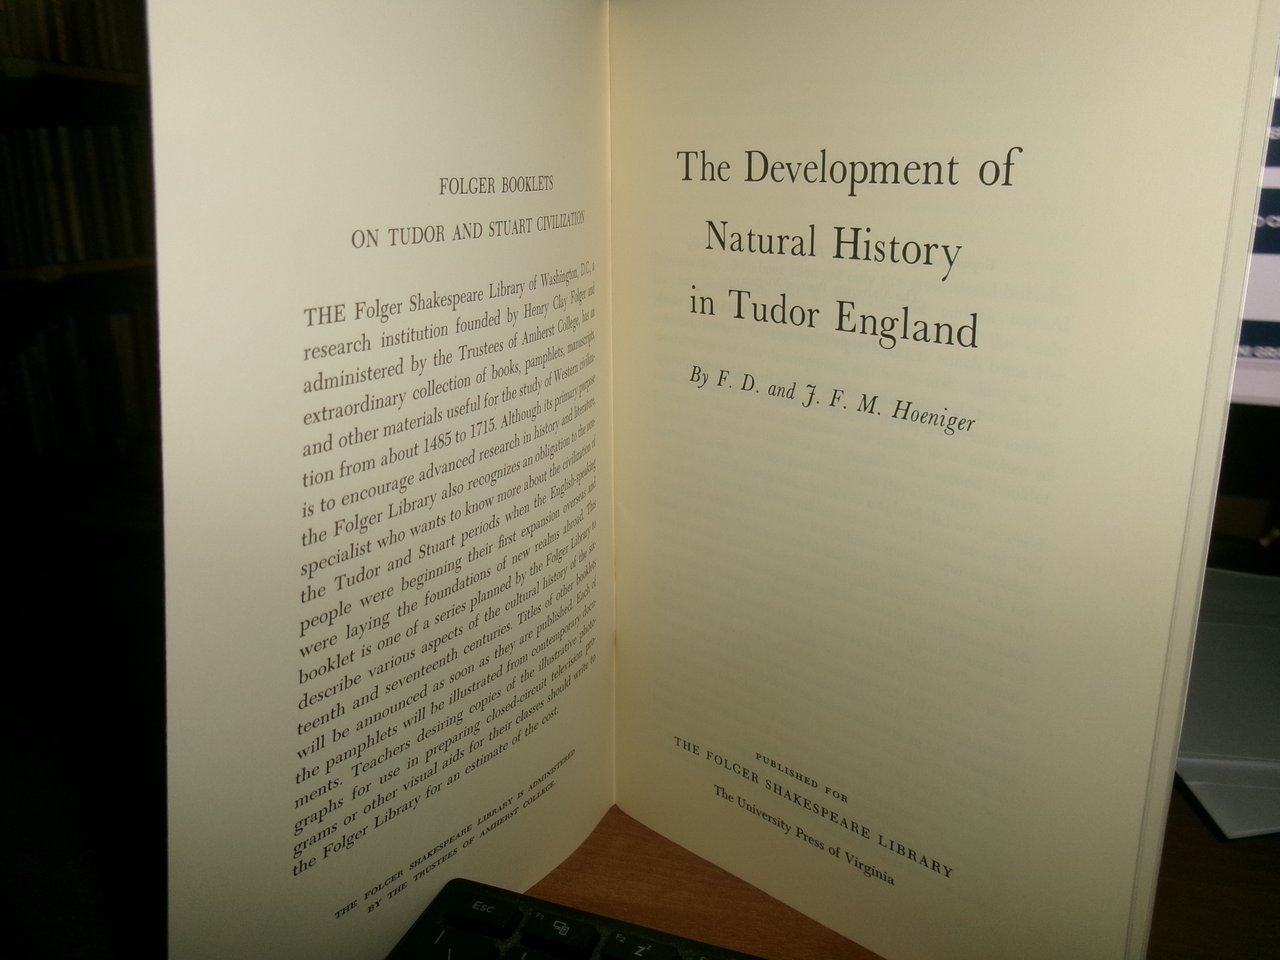 FOLGER BOOKLETS
ON TUDOR AND STUART CIVILIZATION
THE Folger Shakespeare Library of Washington, D.C., a
research institution founded by Henry Clay Folger and
administered by the Trustees of Amherst College, has an
extraordinary collection of books, pamphlets, manuscripts,
and other materials useful for the study of Western civiliza-
tion from about 1485 to 1715. Although its primary purpose
is to encourage advanced research in history and literature,
the Folger Library also recognizes an obligation to the non-
specialist who wants to know more about the civilization of
the Tudor and Stuart periods when the English-speaking
people were beginning their first expansion overseas and
were laying the foundations of new realms abroad. This
booklet is one of a series planned by the Folger Library to
describe various aspects of the cultural history of the six-
teenth and seventeenth centuries. Titles of other booklets
will be announced as soon as they are published. Each of
the pamphlets will be illustrated from contemporary docu-
ments. Teachers desiring copies of the illustrative photo-
graphs for use in preparing closed-circuit television pro-
grams or other visual aids for their classes should write to
the Folger Library for an estimate of the cost.
THE FOLGER SHAKESPEARE LIBRARY IS ADMINISTERED
BY THE TRUSTEES OF AMHERST COLLEGE.
The Development of
Natural History
in Tudor England
By F. D. and J. F. M. Hoeniger
PUBLISHED FOR
THE FOLGER SHAKESPEARE LIBRARY
The University Press of Virginia
Esc
F1
F2